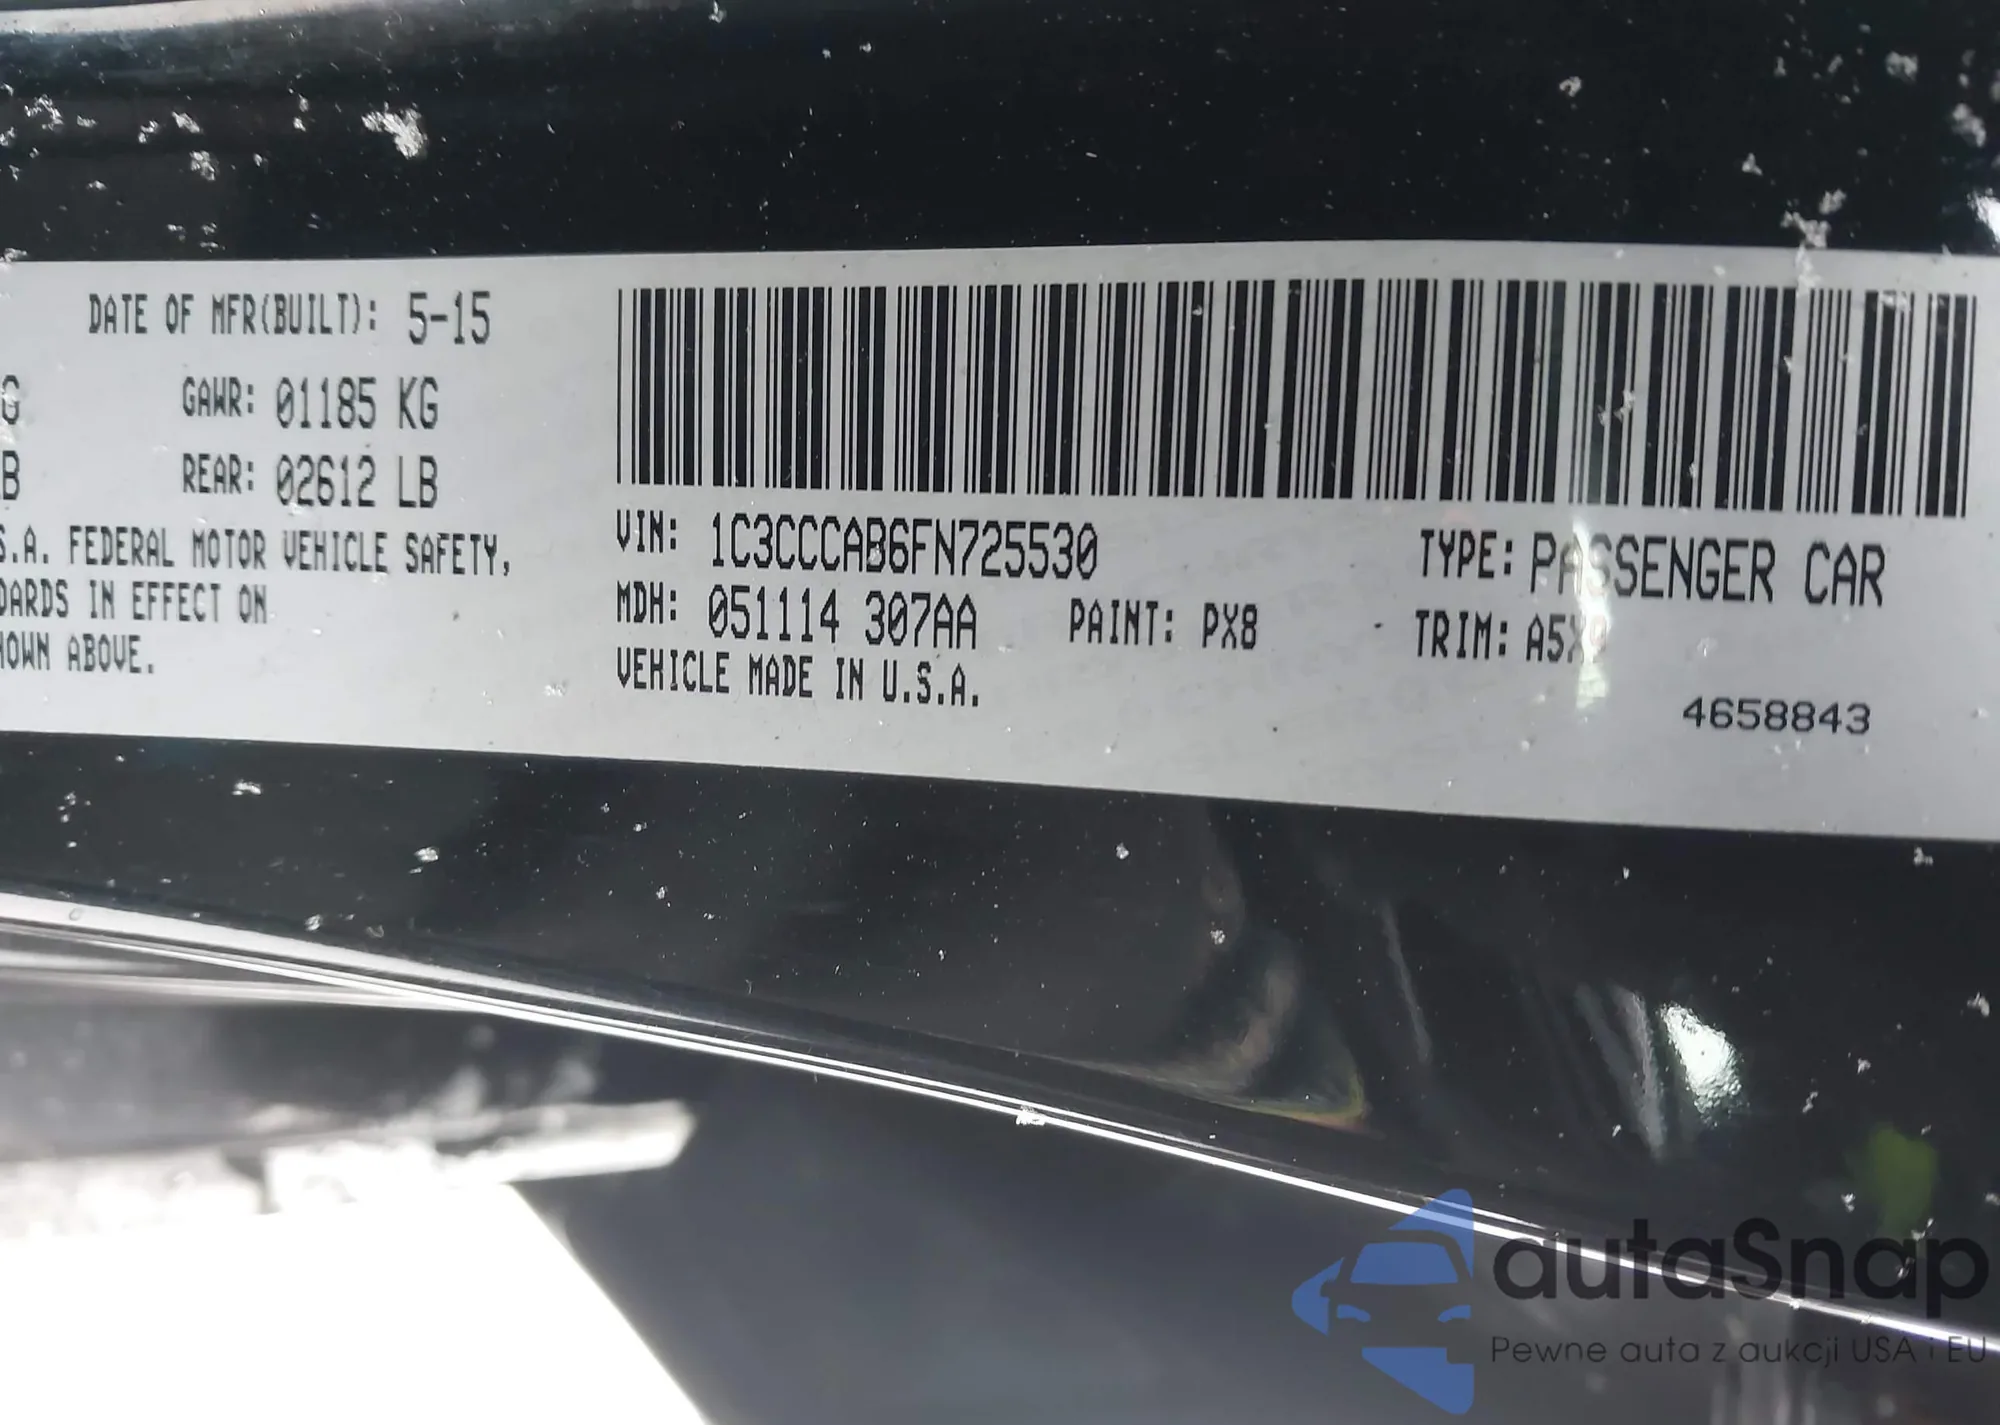 DATE OF MFR(BUILT): 5-15
G GAWR: 01185 KG
B REAR: 02612 LB
S.A. FEDERAL MOTOR VEHICLE SAFETY,
DARDS IN EFFECT ON
HOWN ABOVE.
VIN: 1C3CCCAB6FN725530 TYPE: PASSENGER CAR
MDH: 051114 307AA PAINT: PX8 TRIM: A5X9
VEHICLE MADE IN U.S.A.
4658843
autaSnap
Pewne auta z aukcji USA i EU